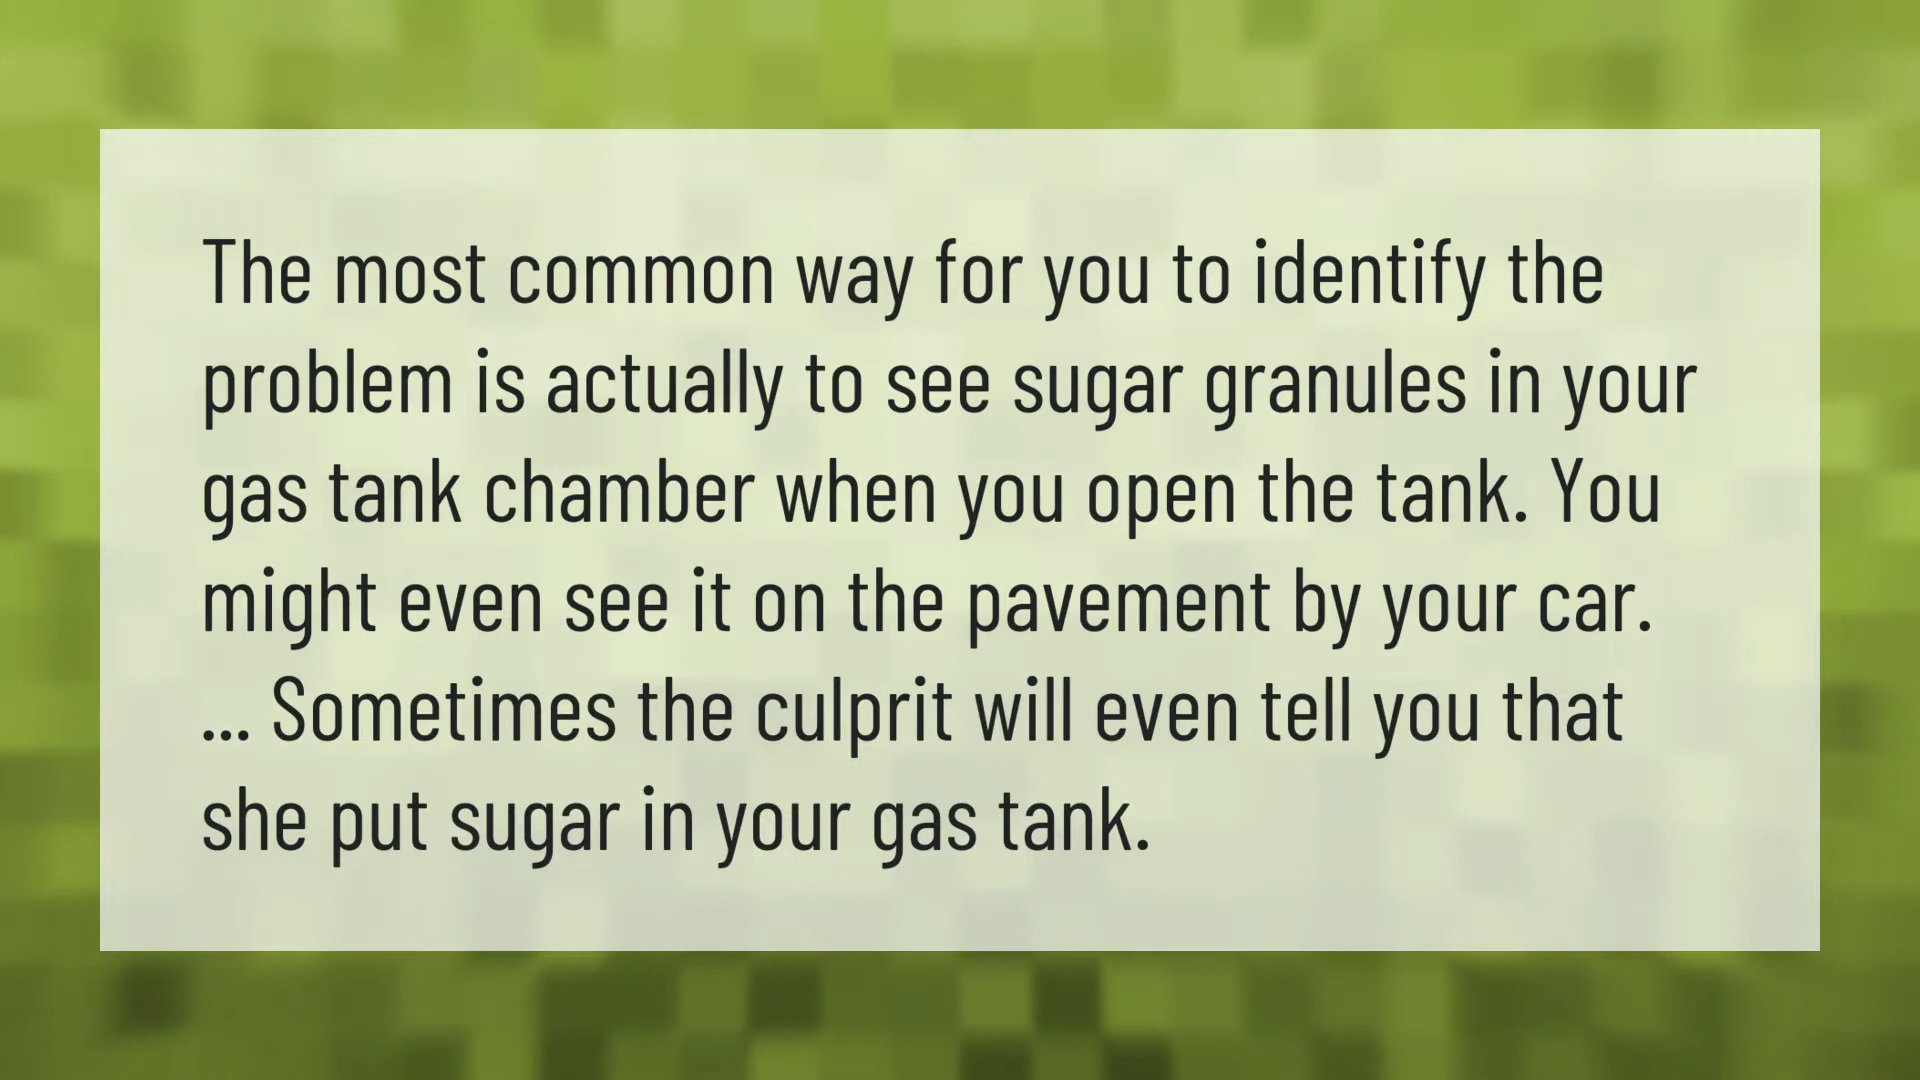 The most common way for you to identify the
problem is actually to see sugar granules in your
gas tank chamber when you open the tank. You
might even see it on the pavement by your car.
... Sometimes the culprit will even tell you that
she put sugar in your gas tank.